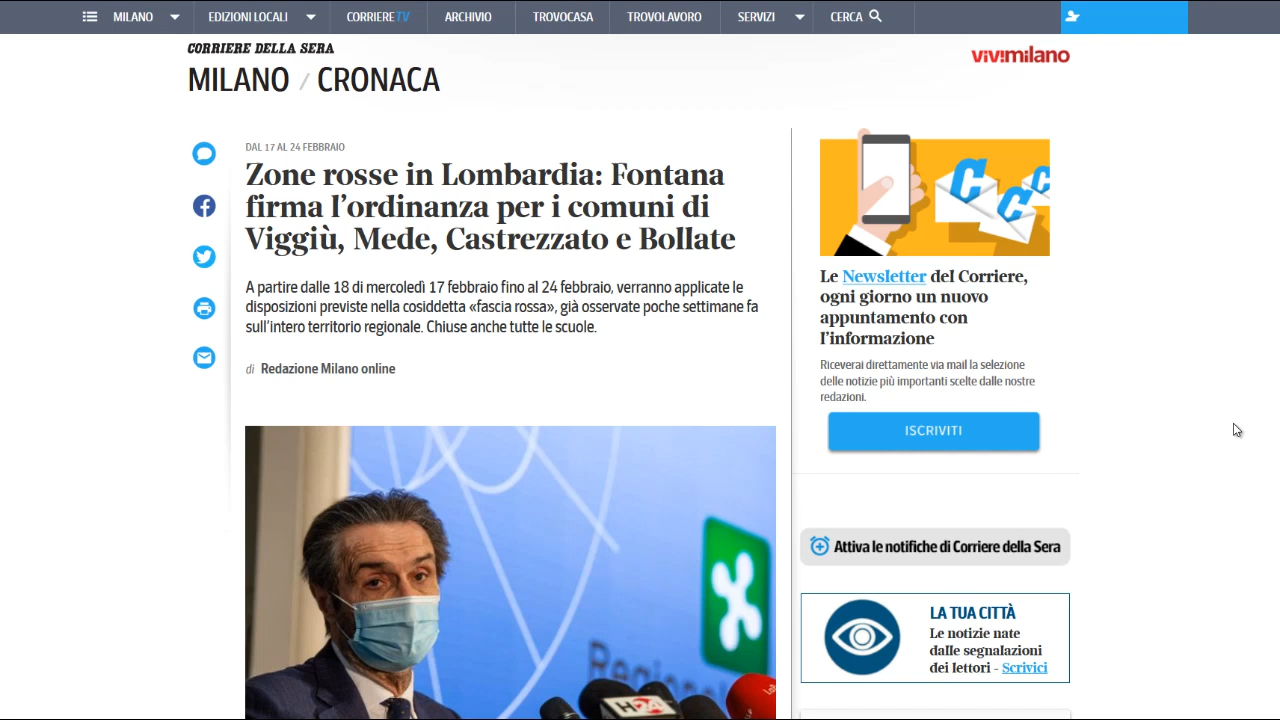 MILANO EDIZIONI LOCALI CORRIERETV ARCHIVIO TROVOCASA TROVOLAVORO SERVIZI CERCA
CORRIERE DELLA SERA
MILANO / CRONACA
vivimilano
DAL 17 AL 24 FEBBRAIO
Zone rosse in Lombardia: Fontana
firma l’ordinanza per i comuni di
Viggiù, Mede, Castrezzato e Bollate
A partire dalle 18 di mercoledì 17 febbraio fino al 24 febbraio, verranno applicate le
disposizioni previste nella cosiddetta «fascia rossa», già osservate poche settimane fa
sull’intero territorio regionale. Chiuse anche tutte le scuole.
di Redazione Milano online
Region
H24
Le Newsletter del Corriere,
ogni giorno un nuovo
appuntamento con
l’informazione
Riceverai direttamente via mail la selezione
delle notizie più importanti scelte dalle nostre
redazioni.
ISCRIVITI
Attiva le notifiche di Corriere della Sera
LA TUA CITTÀ
Le notizie nate
dalle segnalazioni
dei lettori - Scrivici